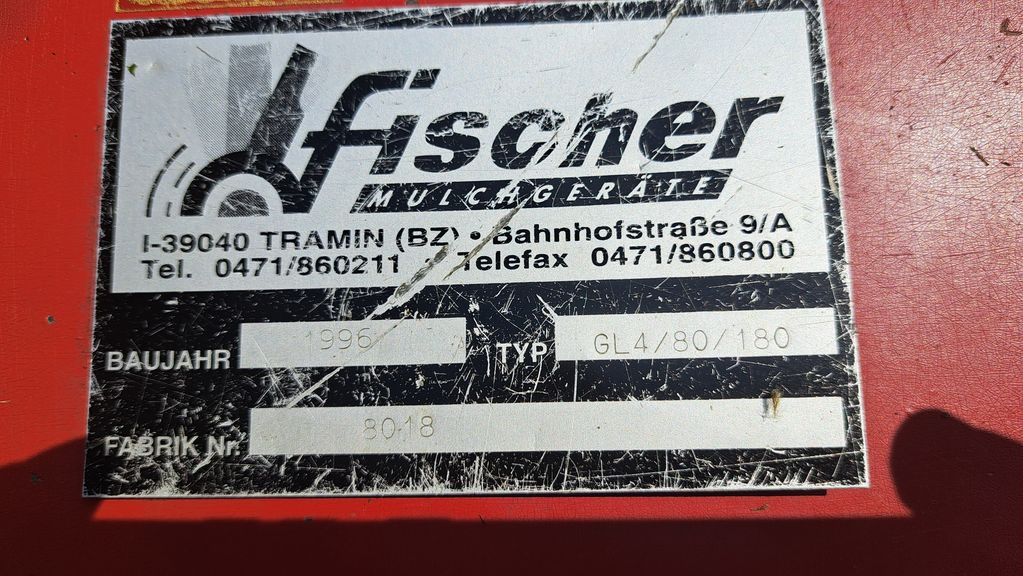 fischer
MULCHGERÄTE
I-39040 TRAMIN (BZ) • Bahnhofstraße 9/A
Tel. 0471/860211 • Telefax 0471/860800
BAUJAHR 1996 TYP GL4/80/180
FABRIK Nr. 8018